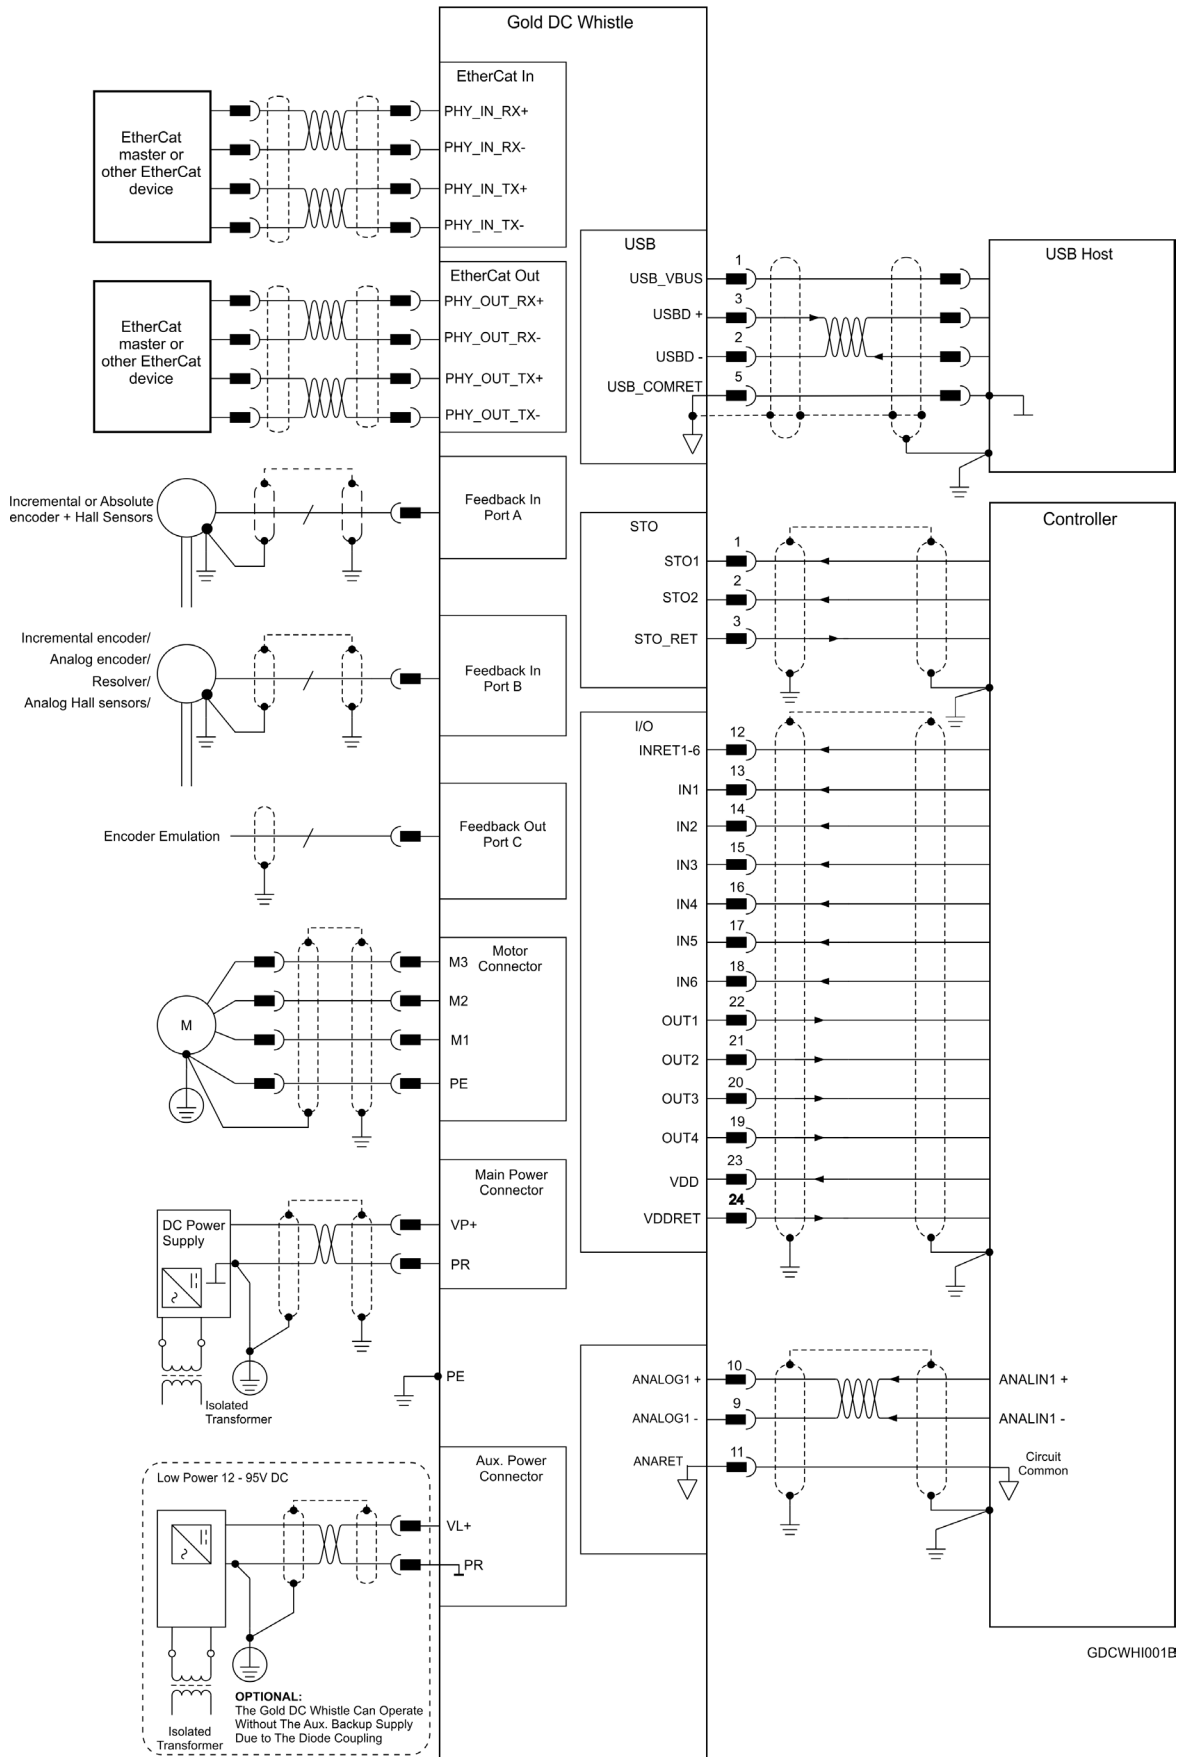 Gold DC Whistle
EtherCat In
EtherCat
master or
other EtherCat
device
PHY_IN_RX+
PHY_IN_RX-
PHY_IN_TX+
PHY_IN_TX-
EtherCat Out
EtherCat
master or
other EtherCat
device
PHY_OUT_RX+
PHY_OUT_RX-
PHY_OUT_TX+
PHY_OUT_TX-
Incremental or Absolute
encoder + Hall Sensors
Feedback In
Port A
Incremental encoder/
Analog encoder/
Resolver/
Analog Hall sensors/
Feedback In
Port B
Encoder Emulation
Feedback Out
Port C
Motor
Connector
M
M3
M2
M1
PE
Main Power
Connector
DC Power
Supply
VP+
PR
Isolated
Transformer
PE
Aux. Power
Connector
Low Power 12 - 95V DC
VL+
PR
Isolated
Transformer
OPTIONAL:
The Gold DC Whistle Can Operate
Without The Aux. Backup Supply
Due to The Diode Coupling
USB
USB Host
USB_VBUS 1
USBD + 3
USBD - 2
USB_COMRET 5
STO
Controller
STO1 1
STO2 2
STO_RET 3
I/O
INRET1-6 12
IN1 13
IN2 14
IN3 15
IN4 16
IN5 17
IN6 18
OUT1 22
OUT2 21
OUT3 20
OUT4 19
VDD 23
VDDRET 24
ANALOG1 + 10 ANALIN1 +
ANALOG1 - 9 ANALIN1 -
ANARET 11
Circuit
Common
GDCWHI001B